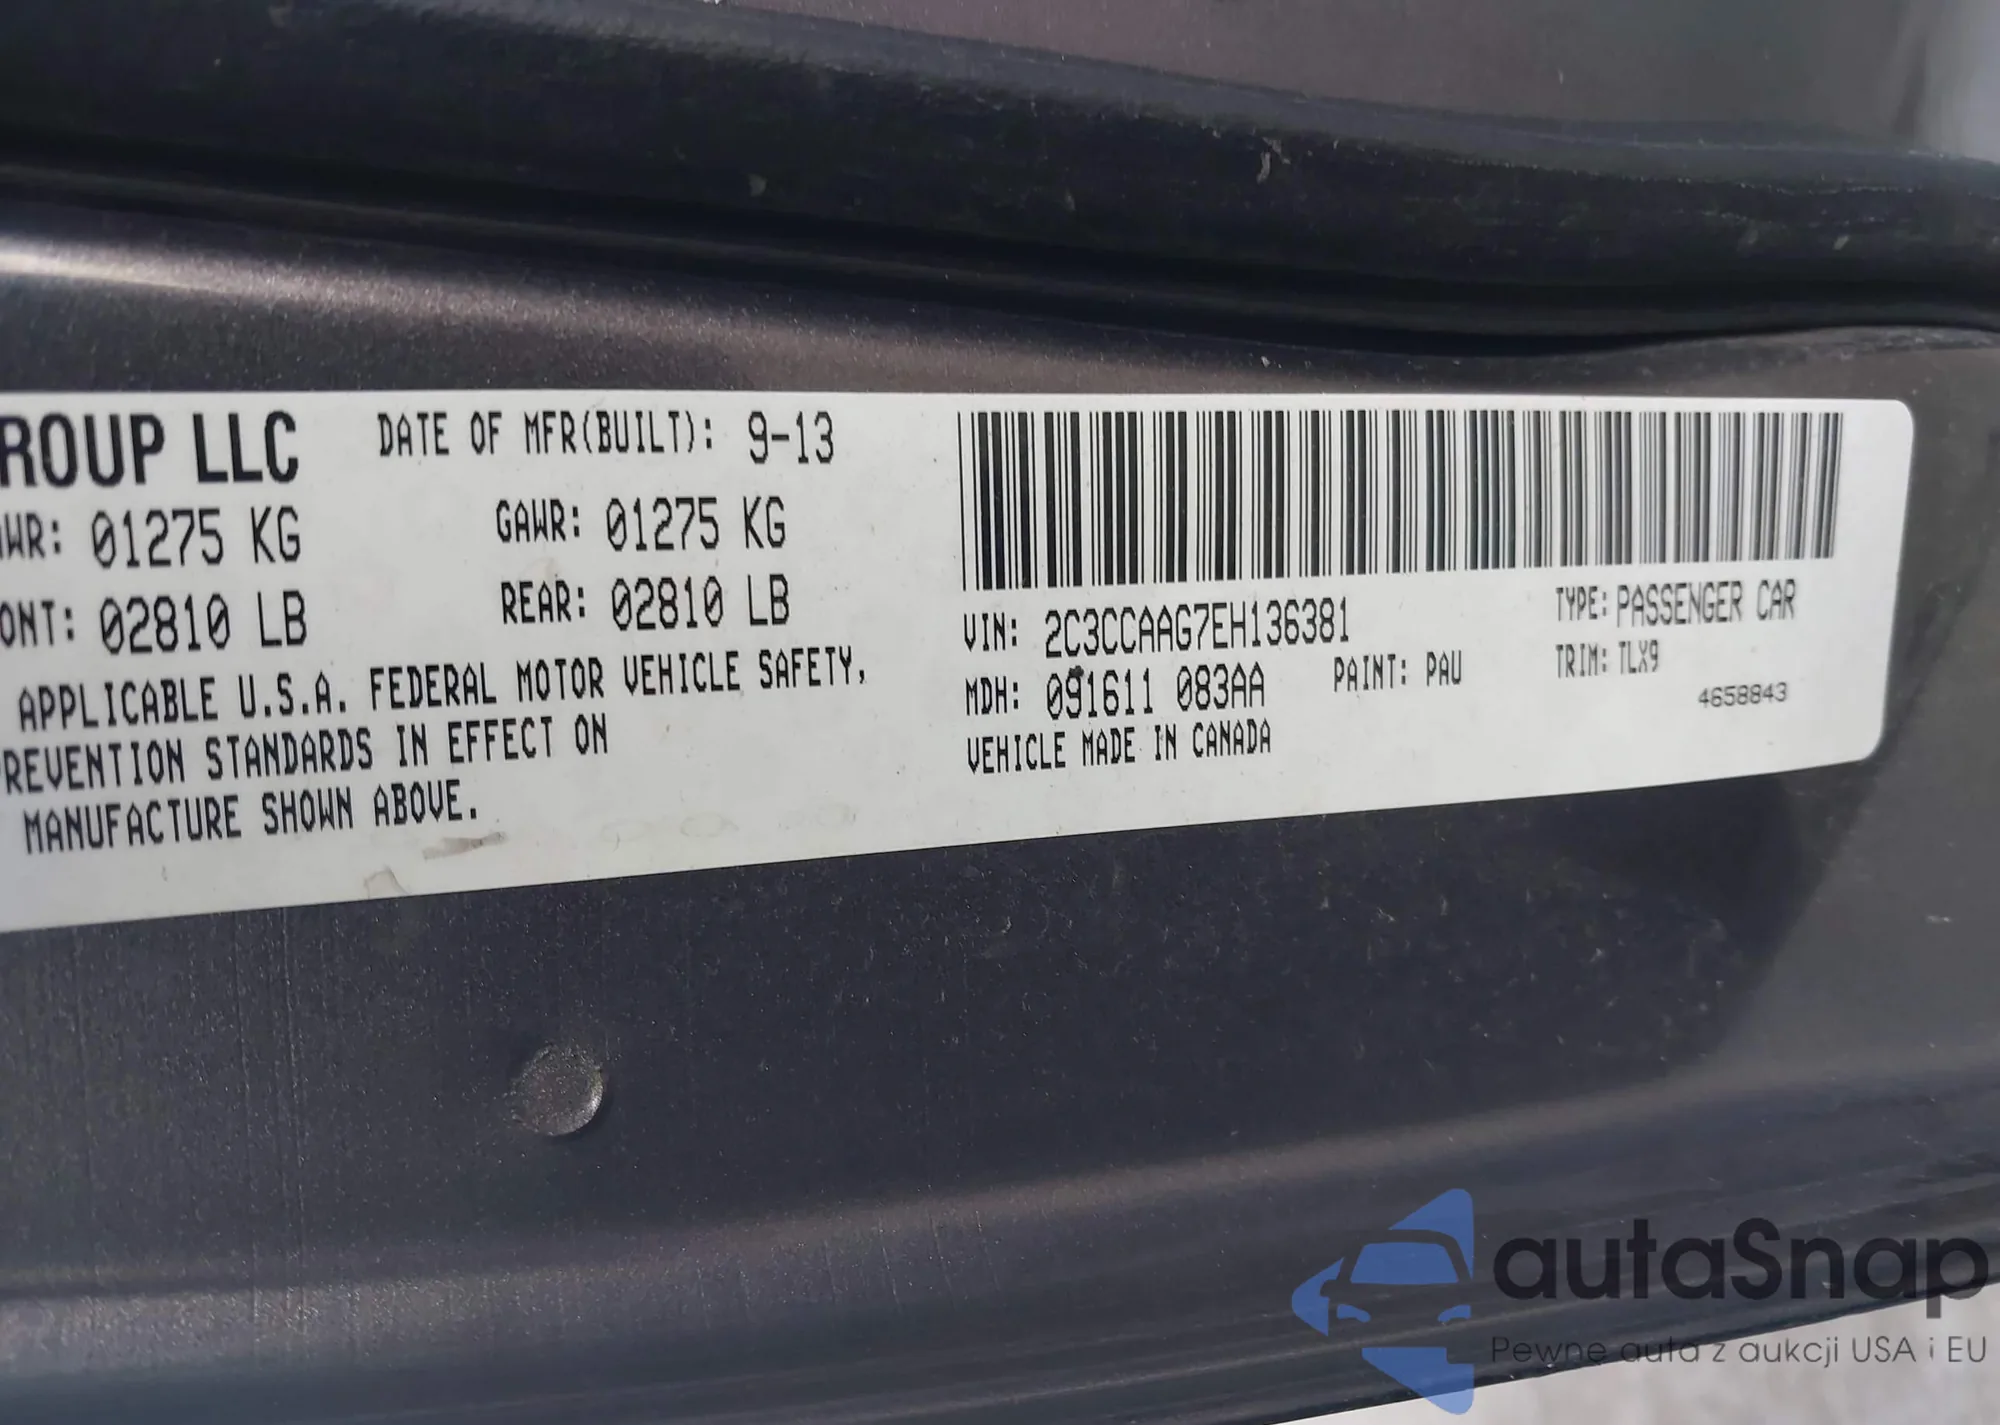 ROUP LLC DATE OF MFR(BUILT): 9-13
WR: 01275 KG GAWR: 01275 KG
ONT: 02810 LB REAR: 02810 LB
APPLICABLE U.S.A. FEDERAL MOTOR VEHICLE SAFETY,
REVENTION STANDARDS IN EFFECT ON
MANUFACTURE SHOWN ABOVE.
VIN: 2C3CCAAG7EH136381 TYPE: PASSENGER CAR
MDH: 091611 083AA PAINT: PAU TRIM: TLX9
4658843
VEHICLE MADE IN CANADA
autaSnap
Pewne auta z aukcji USA i EU